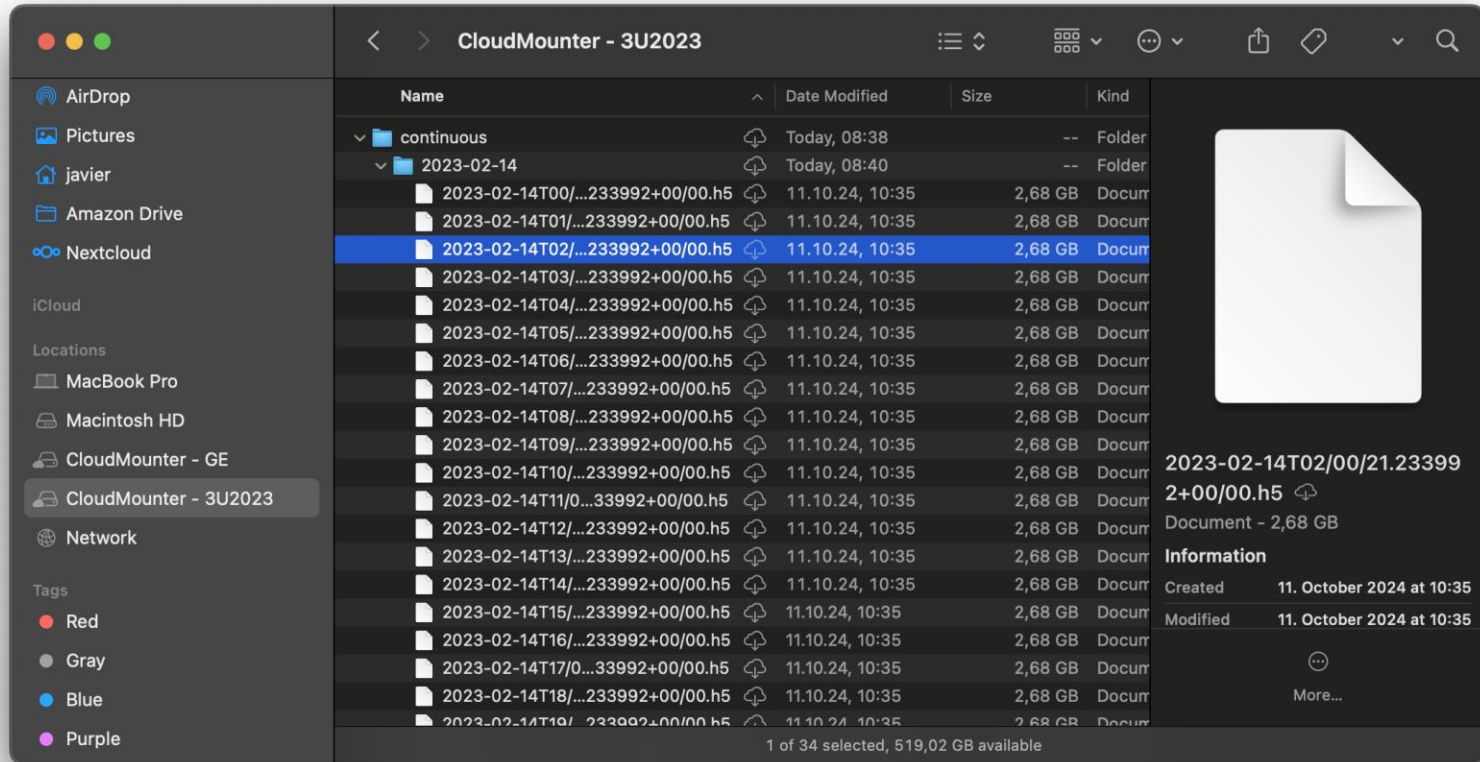 CloudMounter - 3U2023
AirDrop
Pictures
javier
Amazon Drive
Nextcloud
iCloud
Locations
MacBook Pro
Macintosh HD
CloudMounter - GE
CloudMounter - 3U2023
Network
Tags
Red
Gray
Blue
Purple
Name Date Modified Size Kind
continuous Today, 08:38 -- Folder
2023-02-14 Today, 08:40 -- Folder
2023-02-14T00/...233992+00/00.h5 11.10.24, 10:35 2,68 GB Docum
2023-02-14T01/...233992+00/00.h5 11.10.24, 10:35 2,68 GB Docum
2023-02-14T02/...233992+00/00.h5 11.10.24, 10:35 2,68 GB Docum
2023-02-14T03/...233992+00/00.h5 11.10.24, 10:35 2,68 GB Docum
2023-02-14T04/...233992+00/00.h5 11.10.24, 10:35 2,68 GB Docum
2023-02-14T05/...233992+00/00.h5 11.10.24, 10:35 2,68 GB Docum
2023-02-14T06/...233992+00/00.h5 11.10.24, 10:35 2,68 GB Docum
2023-02-14T07/...233992+00/00.h5 11.10.24, 10:35 2,68 GB Docum
2023-02-14T08/...233992+00/00.h5 11.10.24, 10:35 2,68 GB Docum
2023-02-14T09/...233992+00/00.h5 11.10.24, 10:35 2,68 GB Docum
2023-02-14T10/...233992+00/00.h5 11.10.24, 10:35 2,68 GB Docum
2023-02-14T11/0...33992+00/00.h5 11.10.24, 10:35 2,68 GB Docum
2023-02-14T12/...233992+00/00.h5 11.10.24, 10:35 2,68 GB Docum
2023-02-14T13/...233992+00/00.h5 11.10.24, 10:35 2,68 GB Docum
2023-02-14T14/...233992+00/00.h5 11.10.24, 10:35 2,68 GB Docum
2023-02-14T15/...233992+00/00.h5 11.10.24, 10:35 2,68 GB Docum
2023-02-14T16/...233992+00/00.h5 11.10.24, 10:35 2,68 GB Docum
2023-02-14T17/0...33992+00/00.h5 11.10.24, 10:35 2,68 GB Docum
2023-02-14T18/...233992+00/00.h5 11.10.24, 10:35 2,68 GB Docum
2023-02-14T19/...233992+00/00.h5 11.10.24, 10:35 2,68 GB Docum
2023-02-14T02/00/21.23399
2+00/00.h5
Document - 2,68 GB
Information
Created 11. October 2024 at 10:35
Modified 11. October 2024 at 10:35
More...
1 of 34 selected, 519,02 GB available